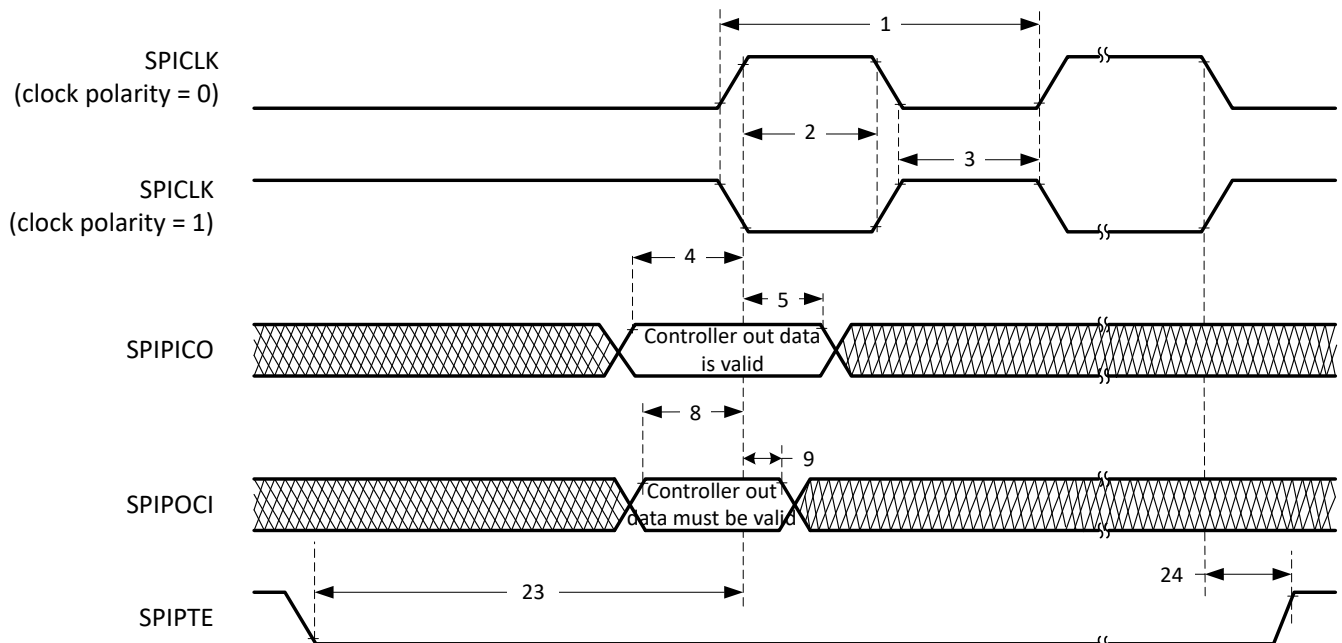 1
SPICLK
(clock polarity = 0)
2
3
SPICLK
(clock polarity = 1)
4
5
SPIPICO
Controller out data
is valid
8
9
SPIPOCI
Controller out
data must be valid
23
24
SPIPTE